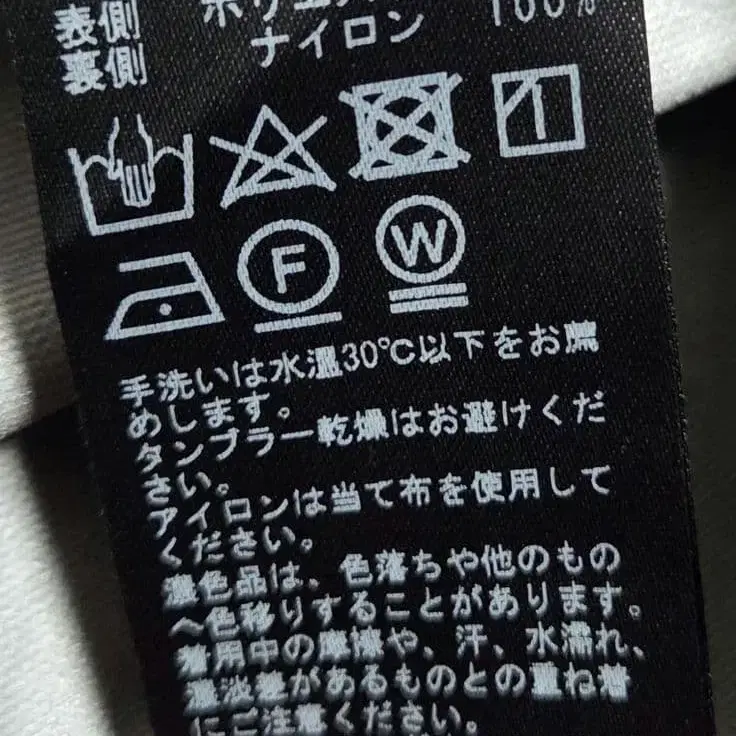 表側 ポリエス 100%
裏側 ナイロン
F W
手洗いは水温30℃以下をお薦
めします。
タンブラー乾燥はお避けくだ
さい。
アイロンは当て布を使用して
ください。
濃色品は、色落ちや他のもの
へ色移りすることがあります。
着用中の摩擦や、汗、水濡れ、
濃淡差があるものとの重ね着
にご注意ください。